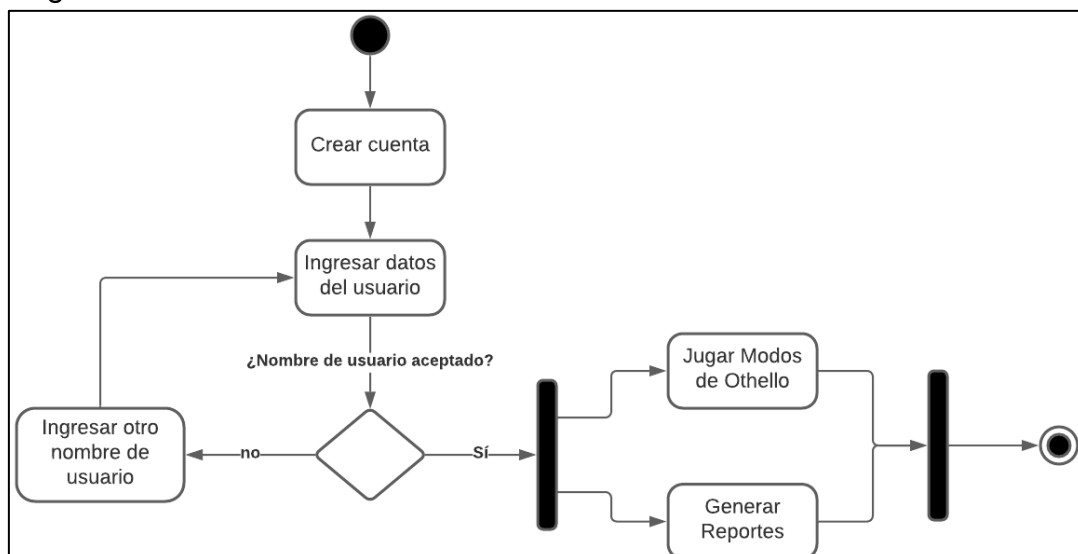 Crear cuenta
Ingresar datos
del usuario
¿Nombre de usuario aceptado?
Jugar Modos
de Othello
Ingresar otro
nombre de
usuario
no
Sí
Generar
Reportes